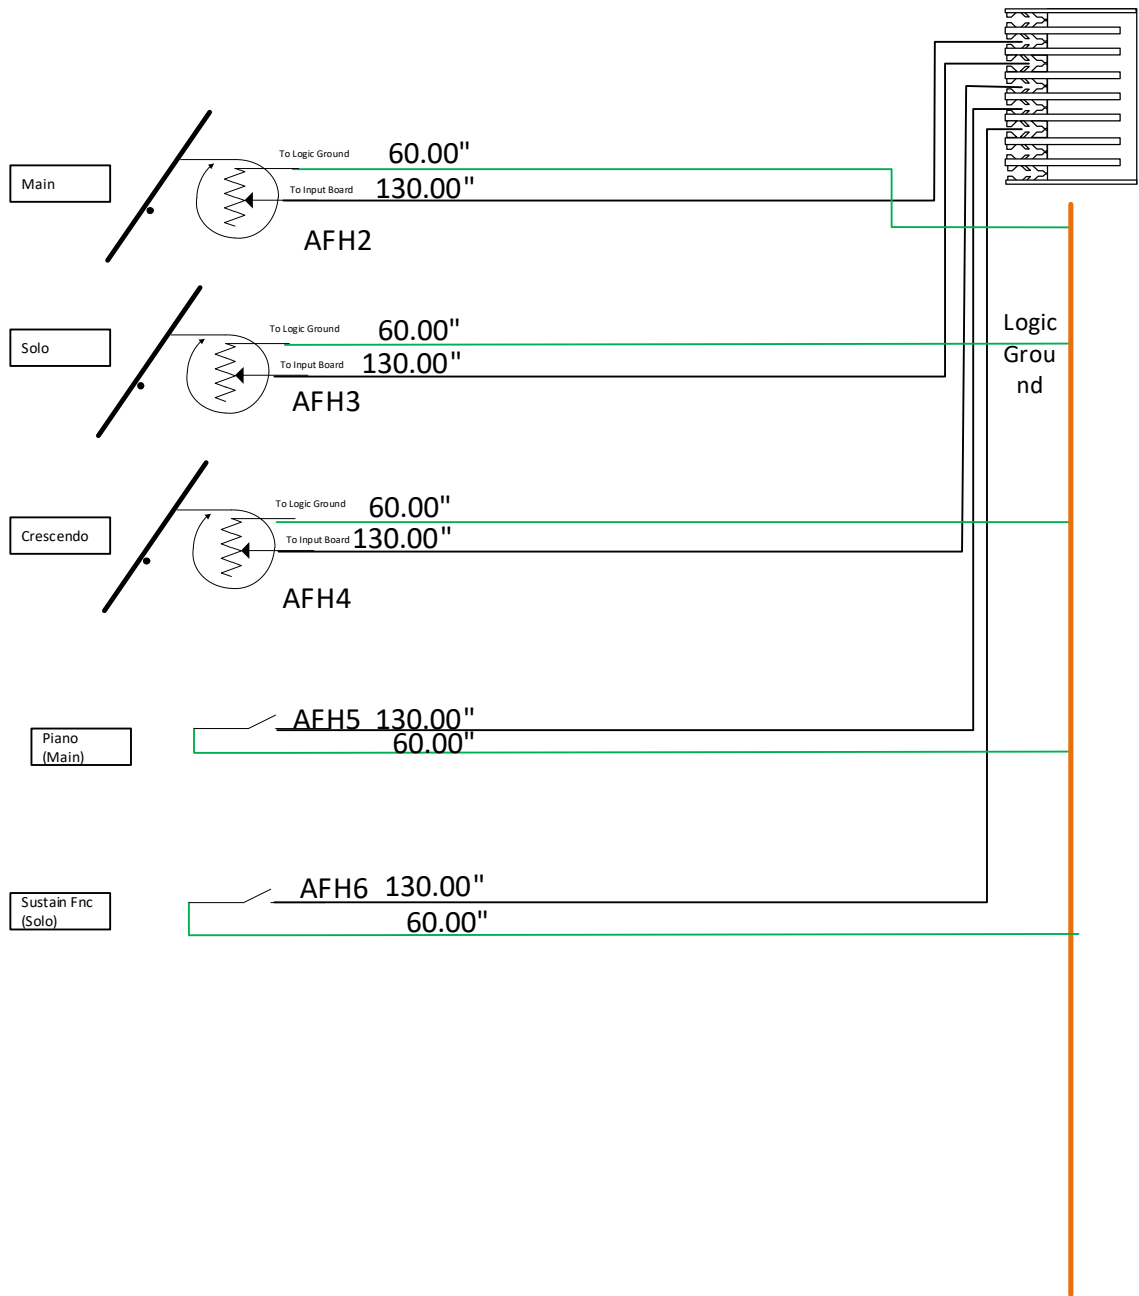 To Logic Ground 60.00"
Main
To Input Board 130.00"
AFH2
Logic
Grou
nd
To Logic Ground 60.00"
Solo
To Input Board 130.00"
AFH3
To Logic Ground 60.00"
Crescendo
To Input Board 130.00"
AFH4
AFH5 130.00"
Piano
(Main)
60.00"
AFH6 130.00"
Sustain Fnc
(Solo)
60.00"